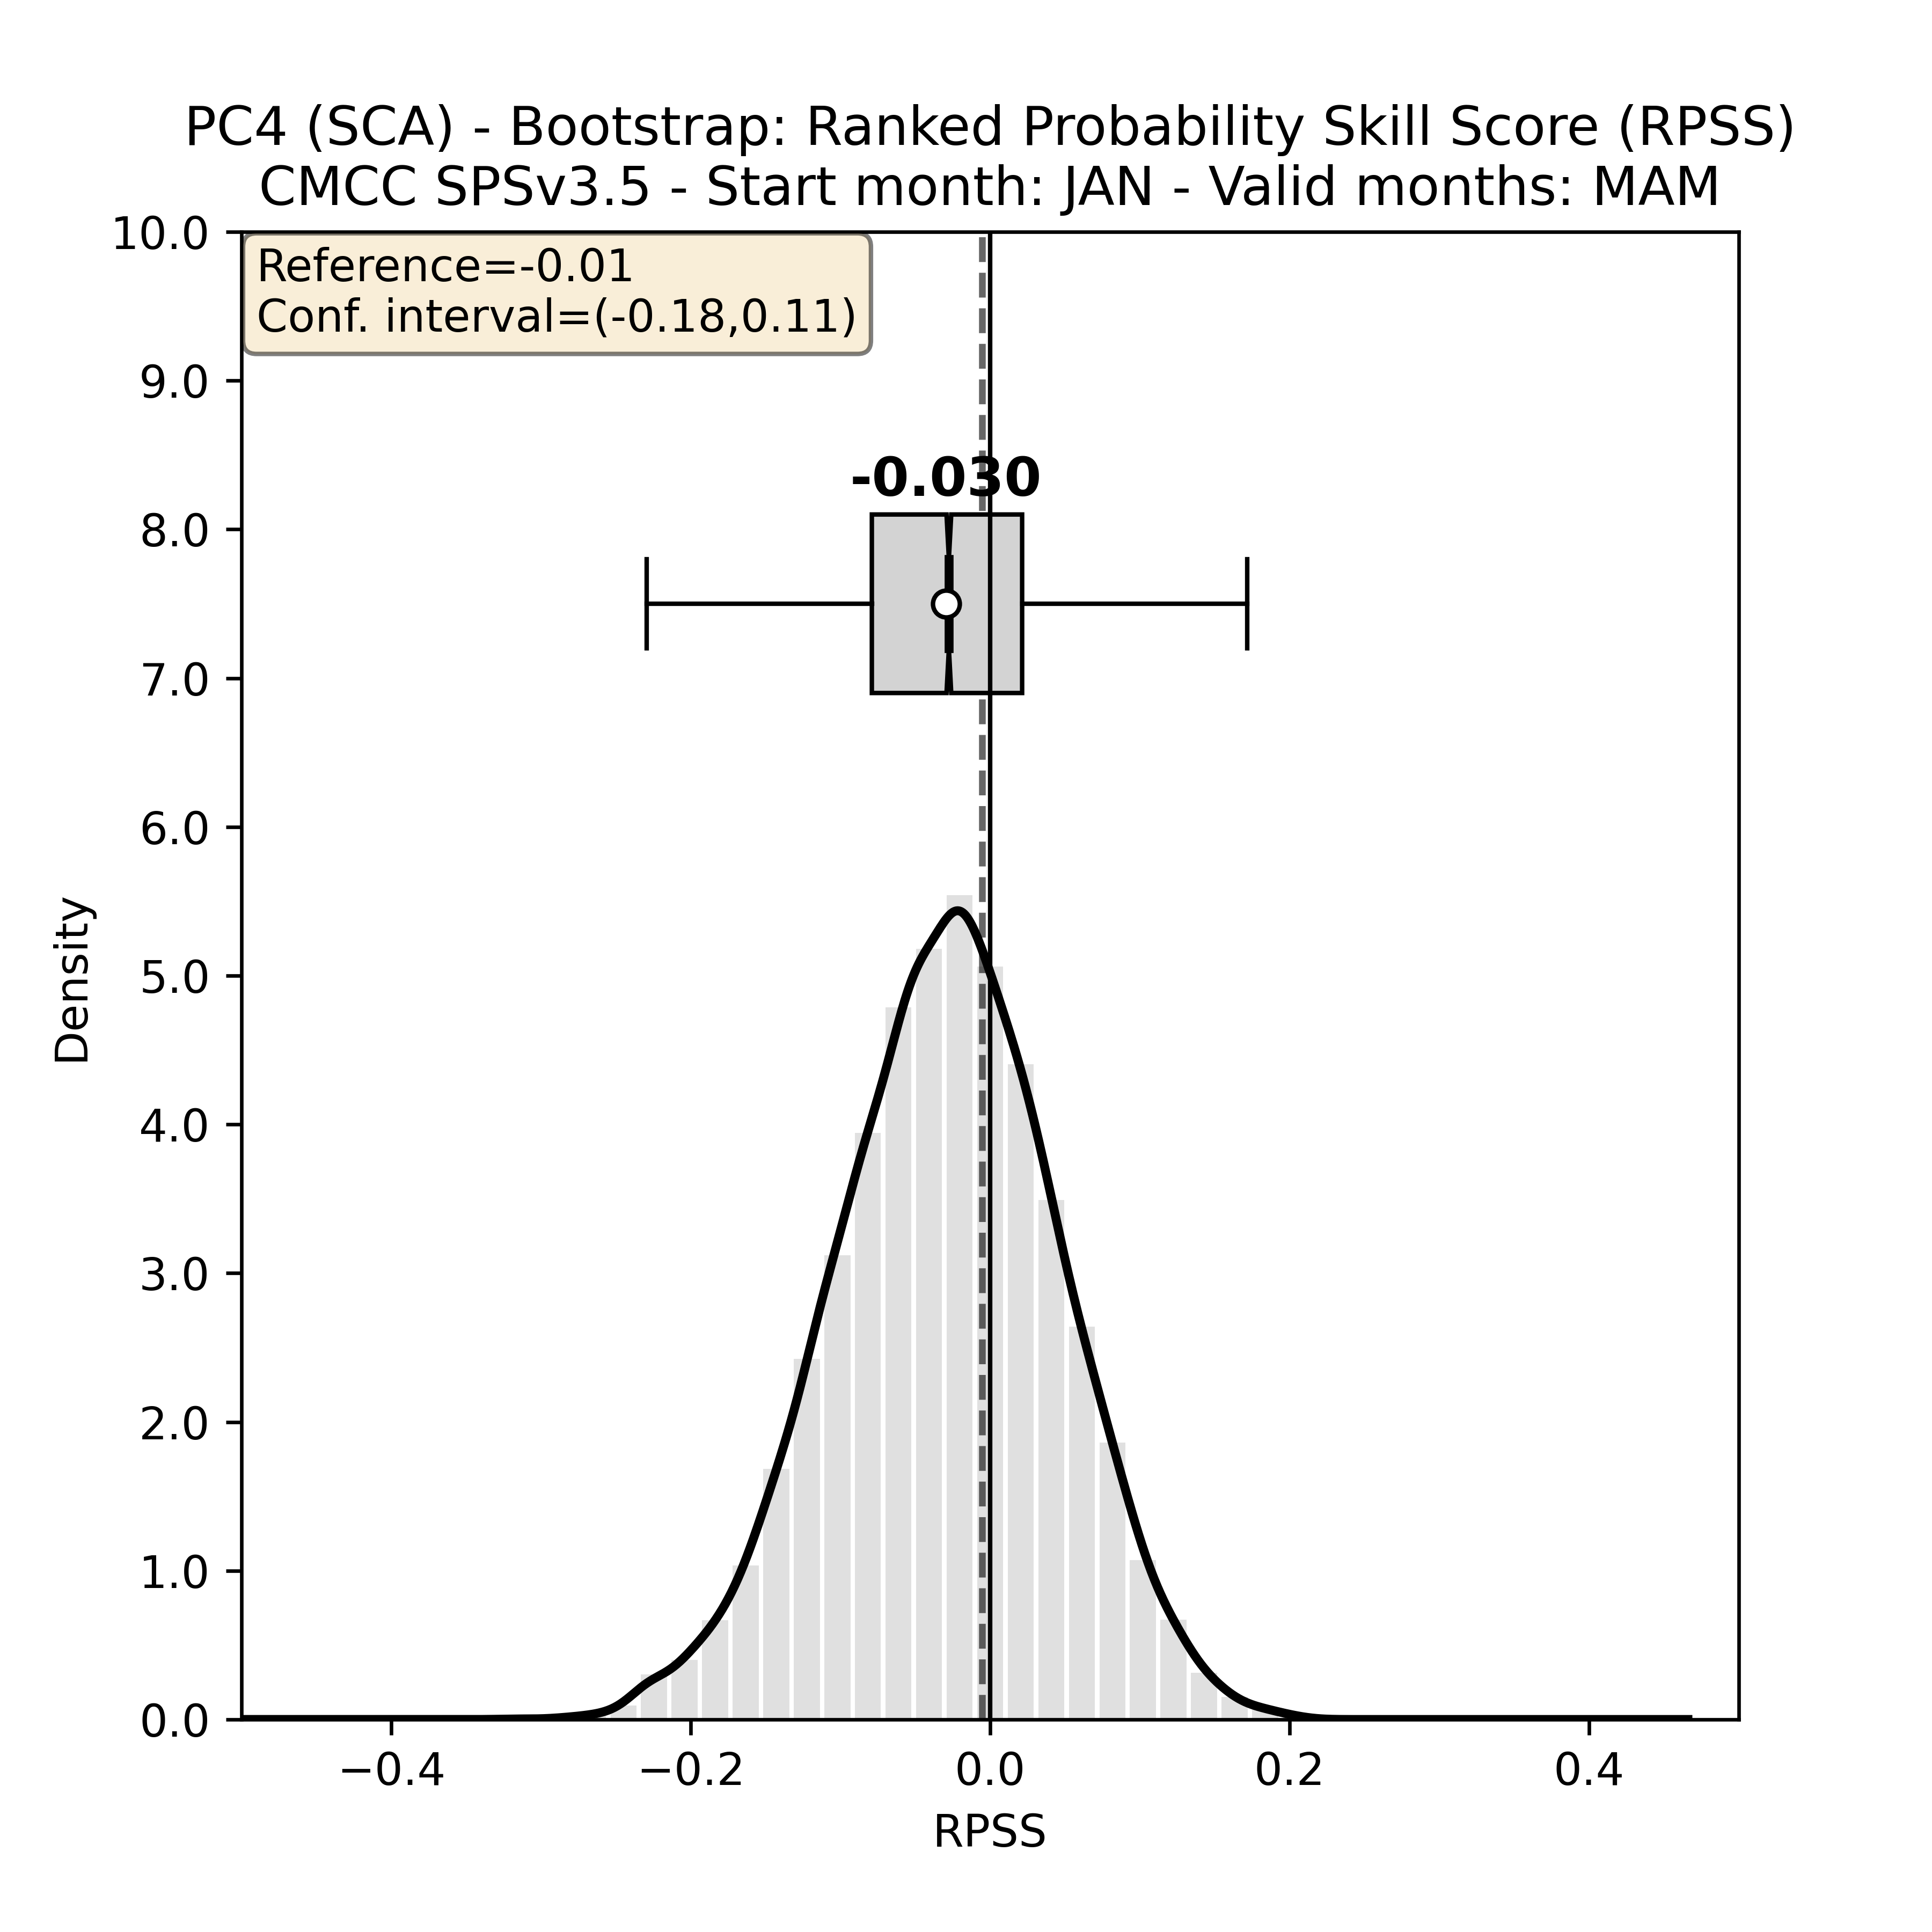 PC4 (SCA) - Bootstrap: Ranked Probability Skill Score (RPSS)
CMCC SPSv3.5 - Start month: JAN - Valid months: MAM
Reference=-0.01
Conf. interval=(-0.18,0.11)
-0.030
10.0
9.0
8.0
7.0
6.0
5.0
4.0
3.0
2.0
1.0
0.0
Density
−0.4 −0.2 0.0 0.2 0.4
RPSS